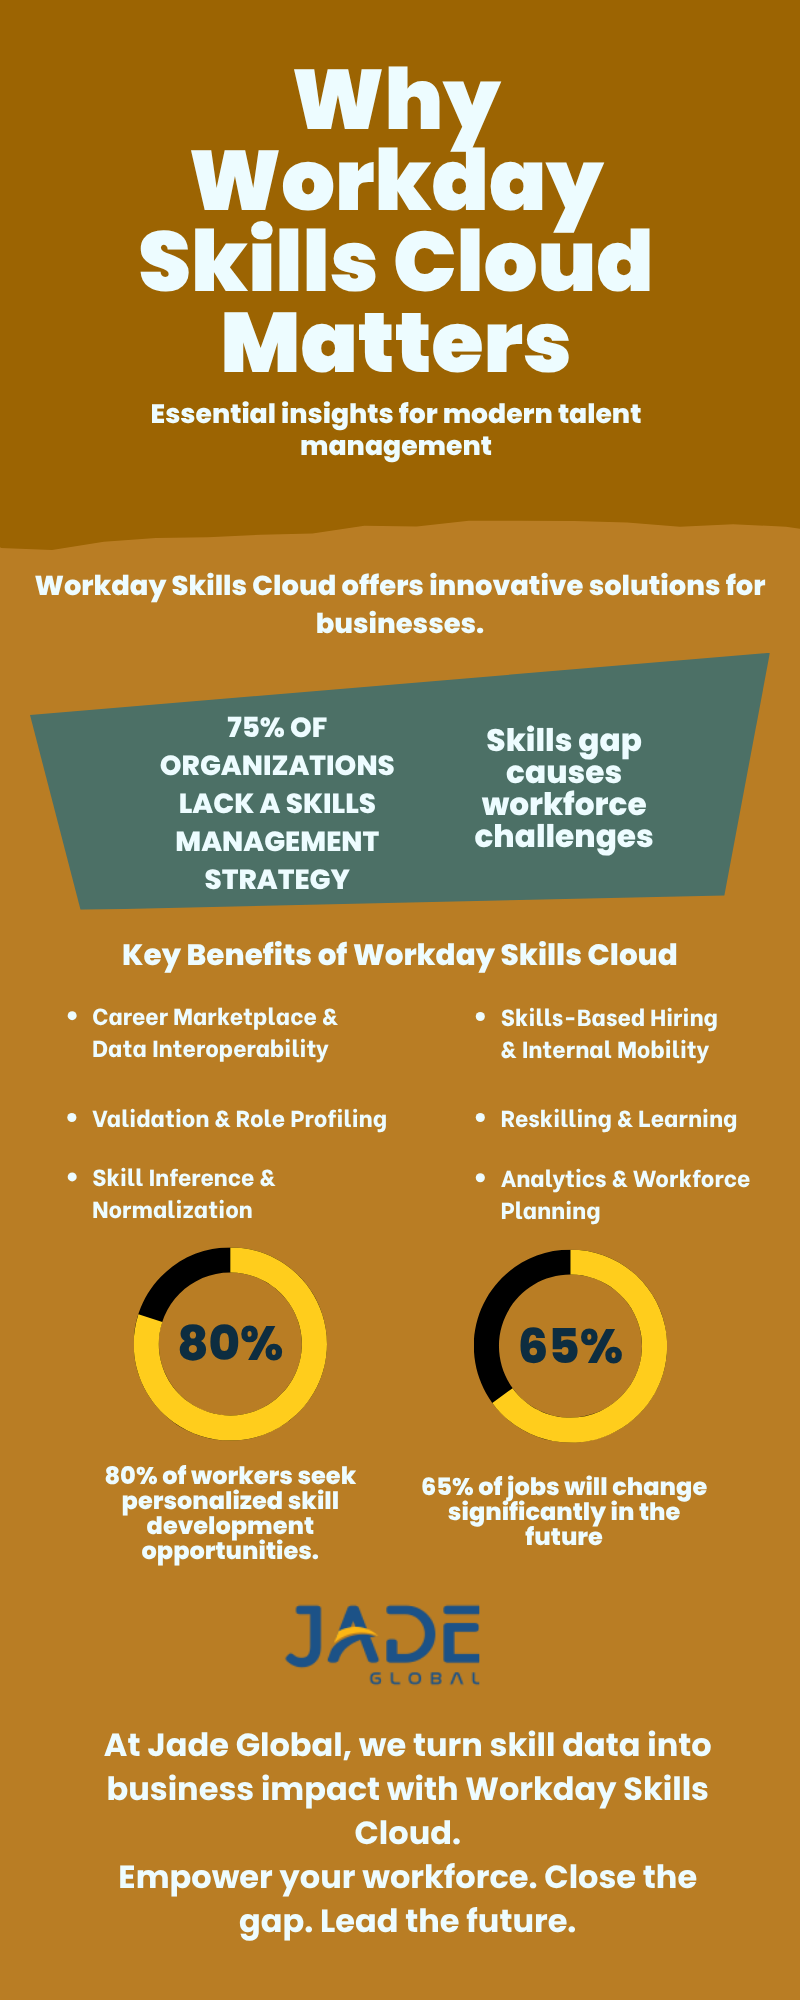 Why
Workday
Skills Cloud
Matters
Essential insights for modern talent
management
Workday Skills Cloud offers innovative solutions for
businesses.
75% OF
ORGANIZATIONS
LACK A SKILLS
MANAGEMENT
STRATEGY
Skills gap
causes
workforce
challenges
Key Benefits of Workday Skills Cloud
• Career Marketplace &
Data Interoperability
• Validation & Role Profiling
• Skill Inference &
Normalization
• Skills-Based Hiring
& Internal Mobility
• Reskilling & Learning
• Analytics & Workforce
Planning
80%
80% of workers seek
personalized skill
development
opportunities.
65%
65% of jobs will change
significantly in the
future
JADE
GLOBAL
At Jade Global, we turn skill data into
business impact with Workday Skills
Cloud.
Empower your workforce. Close the
gap. Lead the future.